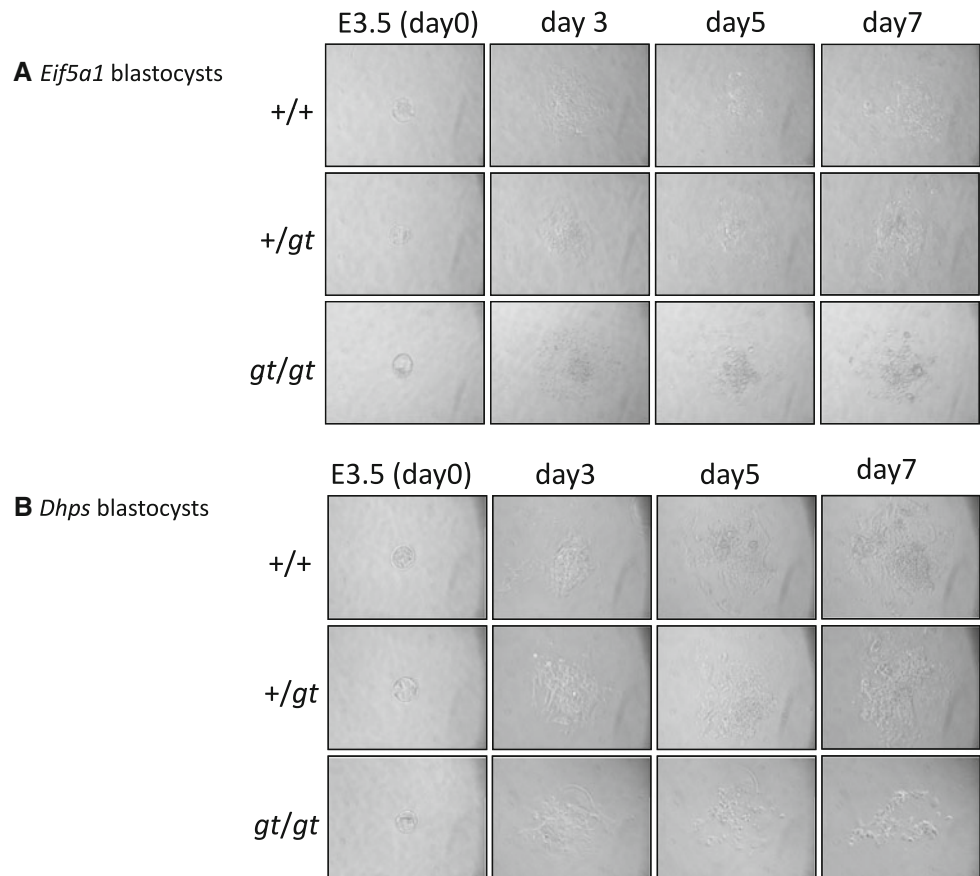 E3.5 (day0) day 3 day5 day7
A Eif5a1 blastocysts
+/+
+/gt
gt/gt
E3.5 (day0) day3 day5 day7
B Dhps blastocysts
+/+
+/gt
gt/gt